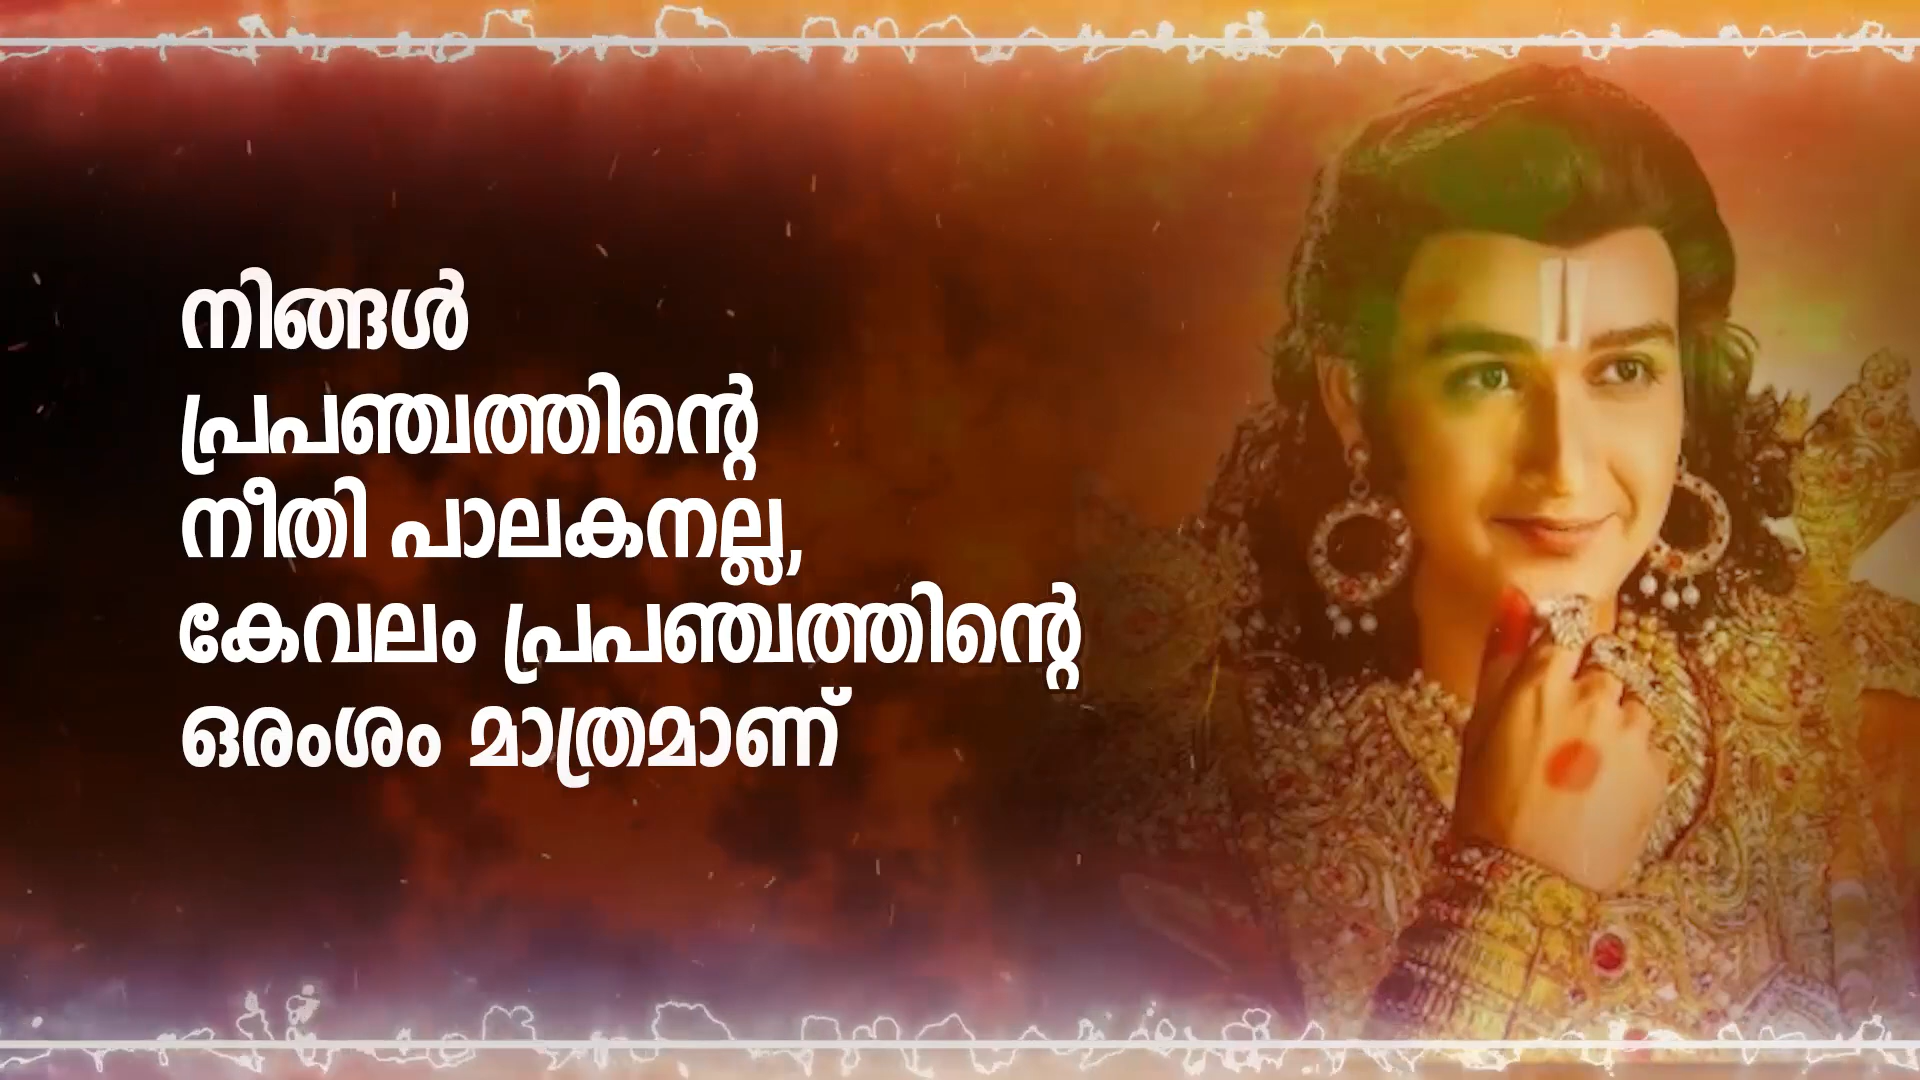 നിങ്ങൾ
പ്രപഞ്ചത്തിന്റെ
നീതി പാലകനല്ല,
കേവലം പ്രപഞ്ചത്തിന്റെ
ഒരംശം മാത്രമാണ്